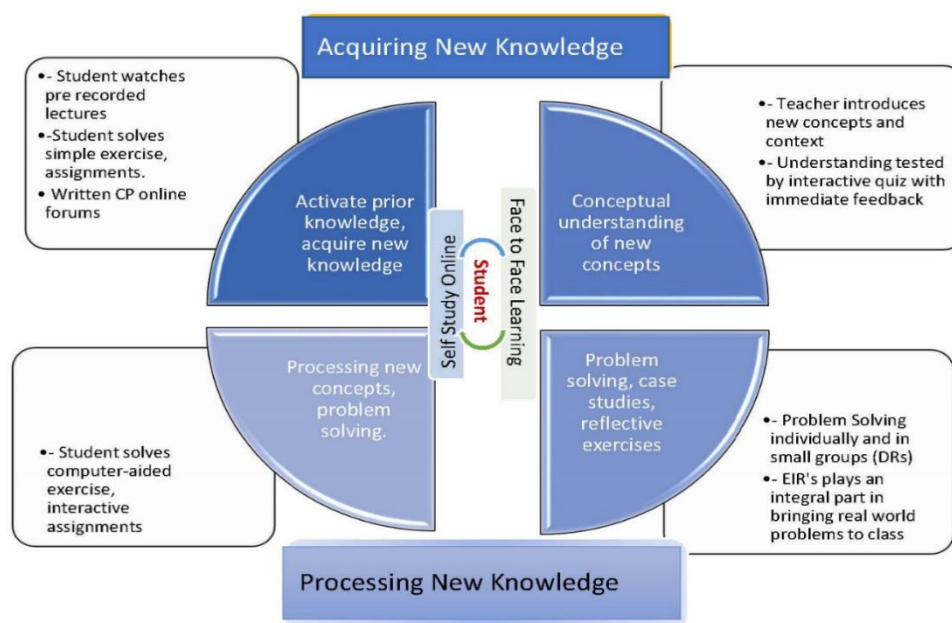 Acquiring New Knowledge
•- Student watches
pre recorded
lectures
•-Student solves
simple exercise,
assignments.
• Written CP online
forums
Activate prior
knowledge,
acquire new
knowledge
Conceptual
understanding
of new
concepts
•- Teacher introduces
new concepts and
context
•- Understanding tested
by interactive quiz with
immediate feedback
Self Study Online
Student
Face to Face Learning
Processing new
concepts,
problem
solving.
Problem
solving, case
studies,
reflective
exercises
•- Student solves
computer-aided
exercise,
interactive
assignments
•- Problem Solving
individually and in
small groups (DRs)
•- EIR's plays an
integral part in
bringing real world
problems to class
Processing New Knowledge